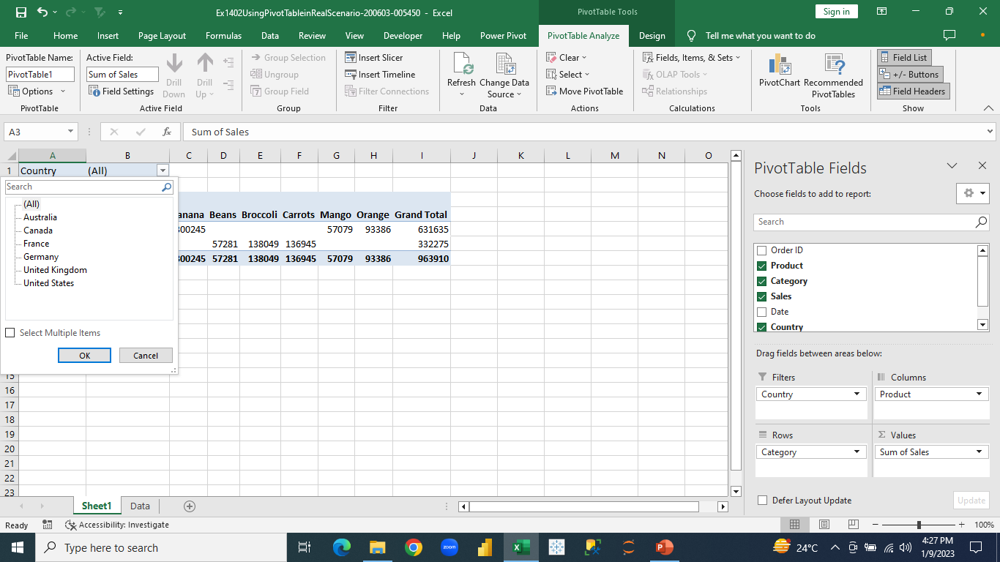 Ex1402UsingPivotTableinRealScenario-200603-005450 - Excel
PivotTable Tools
Sign in
File Home Insert Page Layout Formulas Data Review View Developer Help Power Pivot PivotTable Analyze Design Tell me what you want to do
PivotTable Name:
PivotTable1
Options
PivotTable
Active Field:
Sum of Sales
Field Settings
Drill Down
Drill Up
Active Field
Group Selection
Ungroup
Group Field
Group
Insert Slicer
Insert Timeline
Filter Connections
Filter
Refresh
Change Data Source
Data
Clear
Select
Move PivotTable
Actions
Fields, Items, & Sets
OLAP Tools
Relationships
Calculations
PivotChart
Recommended PivotTables
Tools
Field List
+/- Buttons
Field Headers
Show
A3
fx
Sum of Sales
A B C D E F G H I J K L M N O
1 Country (All)
Search
(All)
Australia
Canada
France
Germany
United Kingdom
United States
Select Multiple Items
OK Cancel
anana Beans Broccoli Carrots Mango Orange Grand Total
300245 57079 93386 631635
57281 138049 136945 332275
300245 57281 138049 136945 57079 93386 963910
15
16
17
18
19
20
21
22
23
PivotTable Fields
Choose fields to add to report:
Search
Order ID
Product
Category
Sales
Date
Country
Drag fields between areas below:
Filters
Country
Columns
Product
Rows
Category
Σ Values
Sum of Sales
Defer Layout Update
Update
Sheet1 Data
Ready
Accessibility: Investigate
100%
Type here to search
zoom
24°C
4:27 PM
1/9/2023